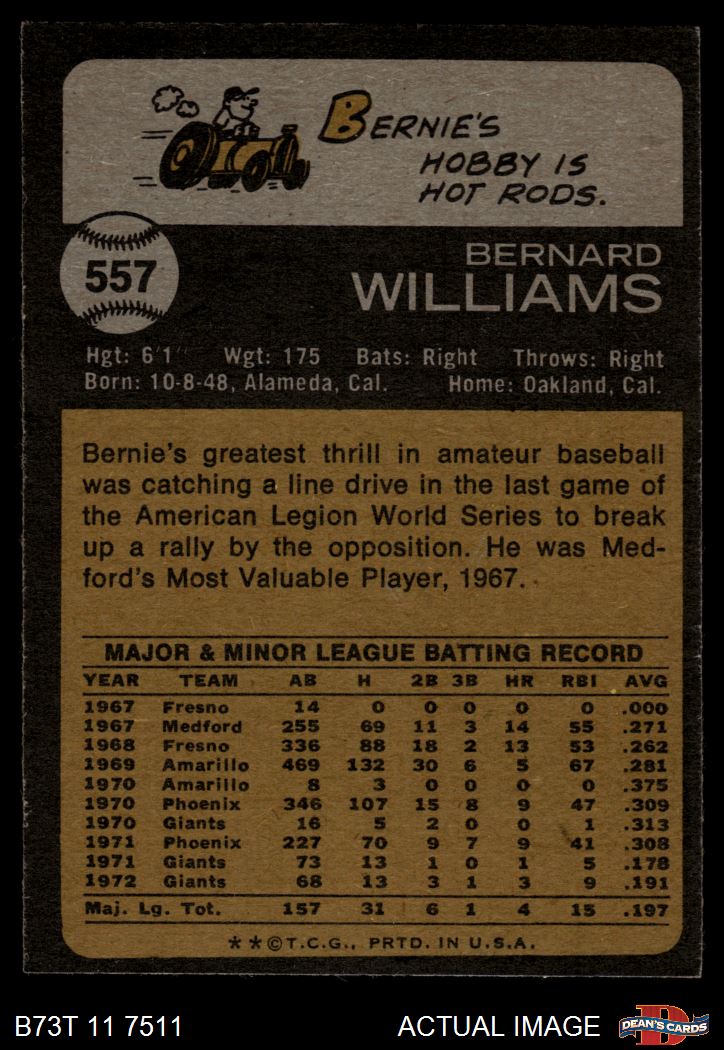 BERNIE'S
HOBBY IS
HOT RODS.
557
BERNARD
WILLIAMS
Hgt: 6'1" Wgt: 175 Bats: Right Throws: Right
Born: 10-8-48, Alameda, Cal. Home: Oakland, Cal.
Bernie's greatest thrill in amateur baseball
was catching a line drive in the last game of
the American Legion World Series to break
up a rally by the opposition. He was Med-
ford's Most Valuable Player, 1967.
MAJOR & MINOR LEAGUE BATTING RECORD
YEAR TEAM AB H 2B 3B HR RBI AVG
1967 Fresno 14 0 0 0 0 0 .000
1967 Medford 255 69 11 3 14 55 .271
1968 Fresno 336 88 18 2 13 53 .262
1969 Amarillo 469 132 30 6 5 67 .281
1970 Amarillo 8 3 0 0 0 0 .375
1970 Phoenix 346 107 15 8 9 47 .309
1970 Giants 16 5 2 0 0 1 .313
1971 Phoenix 227 70 9 7 9 41 .308
1971 Giants 73 13 1 0 1 5 .178
1972 Giants 68 13 3 1 3 9 .191
Maj. Lg. Tot. 157 31 6 1 4 15 .197
**©T.C.G., PRTD. IN U.S.A.
B73T 11 7511 ACTUAL IMAGE D DEAN'S CARDS